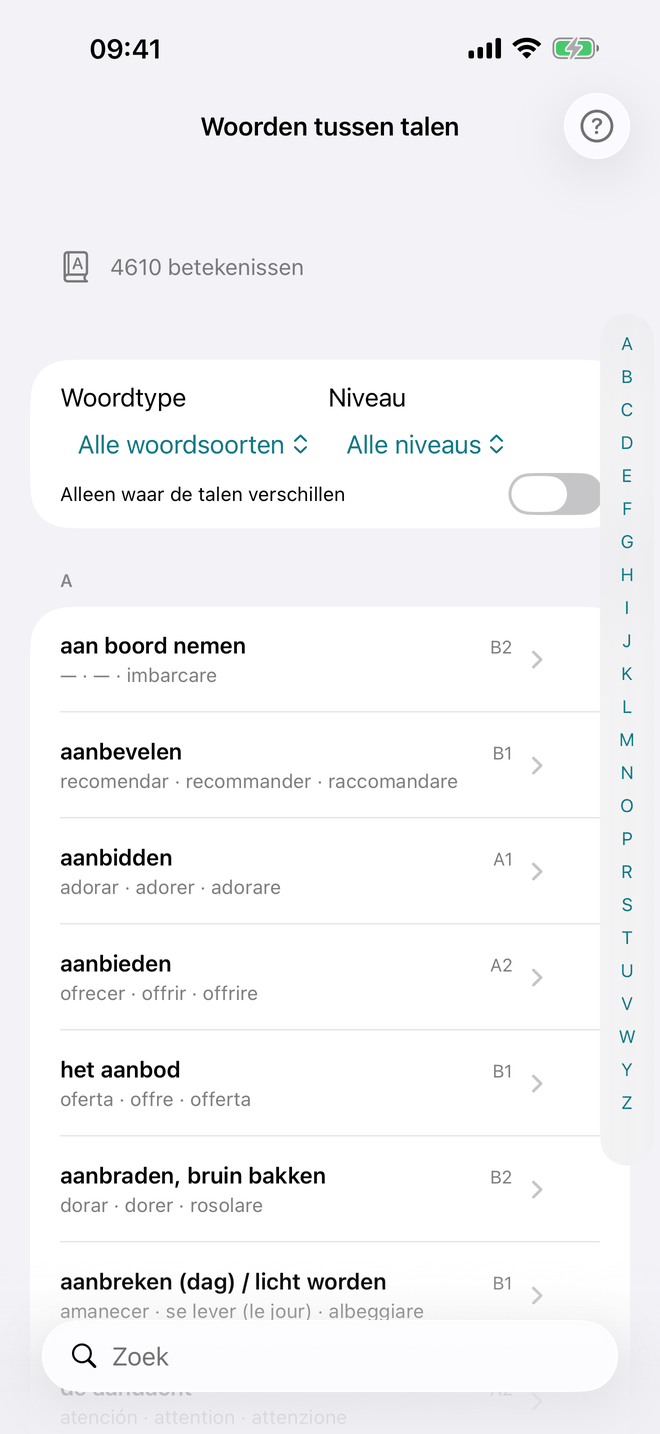 09:41
Woorden tussen talen
4610 betekenissen
Woordtype
Niveau
Alle woordsoorten
Alle niveaus
Alleen waar de talen verschillen
A
aan boord nemen
B2
— · — · imbarcare
aanbevelen
B1
recomendar · recommander · raccomandare
aanbidden
A1
adorar · adorer · adorare
aanbieden
A2
ofrecer · offrir · offrire
het aanbod
B1
oferta · offre · offerta
aanbraden, bruin bakken
B2
dorar · dorer · rosolare
aanbreken (dag) / licht worden
B1
amanecer · se lever (le jour) · albeggiare
Zoek
atención · attention · attenzione
A
B
C
D
E
F
G
H
I
J
K
L
M
N
O
P
R
S
T
U
V
W
Y
Z